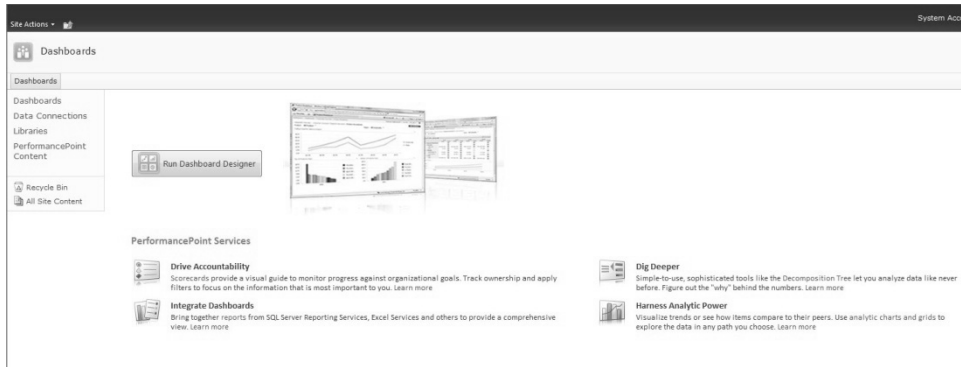 System Acco
Site Actions
Dashboards
Dashboards
Dashboards
Data Connections
Libraries
PerformancePoint
Content
Recycle Bin
All Site Content
Run Dashboard Designer
PerformancePoint Services
Drive Accountability
Scorecards provide a visual guide to monitor progress against organizational goals. Track ownership and apply
filters to focus on the information that is most important to you. Learn more
Integrate Dashboards
Bring together reports from SQL Server Reporting Services, Excel Services and others to provide a comprehensive
view. Learn more
Dig Deeper
Simple-to-use, sophisticated tools like the Decomposition Tree let you analyze data like never
before. Figure out the "why" behind the numbers. Learn more
Harness Analytic Power
Visualize trends or see how items compare to their peers. Use analytic charts and grids to
explore the data in any path you choose. Learn more